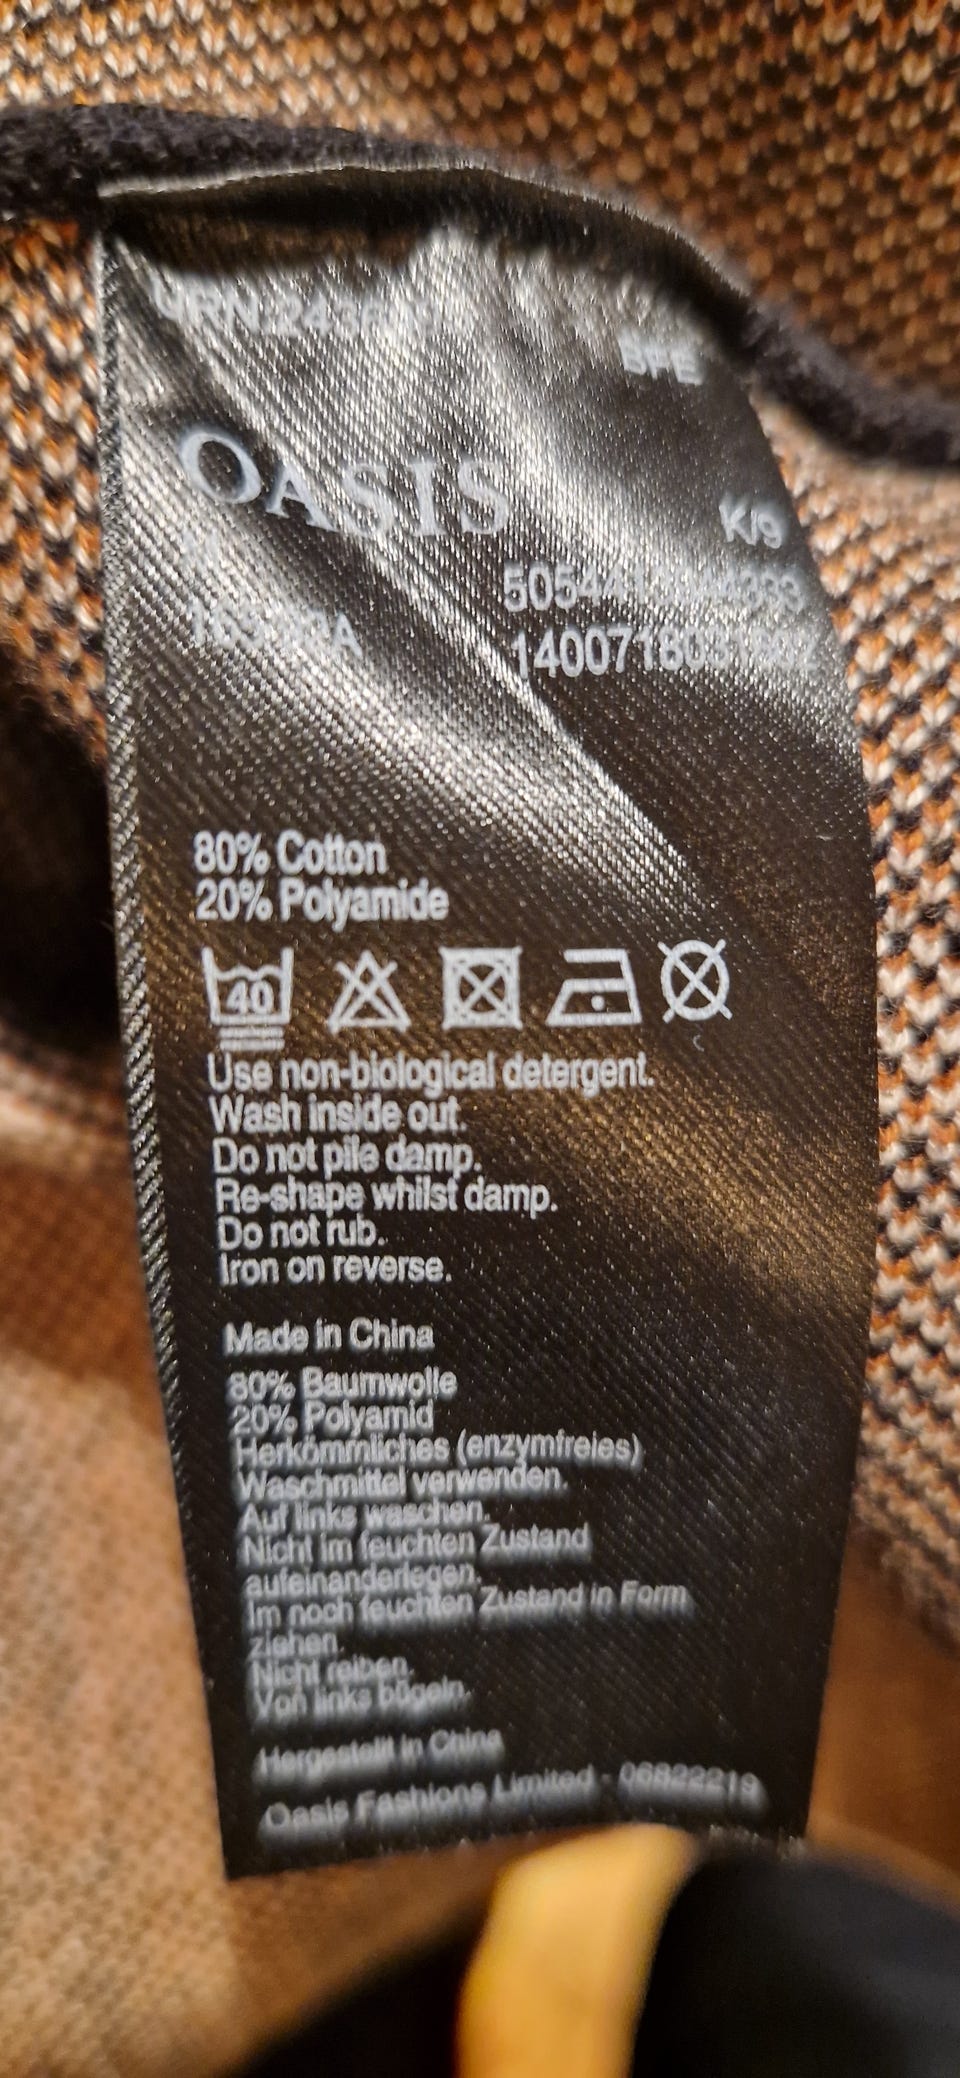 BFE
OASIS
K/9
80% Cotton
20% Polyamide
40
Use non-biological detergent.
Wash inside out.
Do not pile damp.
Re-shape whilst damp.
Do not rub.
Iron on reverse.
Made in China
80% Baumwolle
20% Polyamid
Herkömmliches (enzymfreies)
Waschmittel verwenden.
Auf links waschen.
Nicht im feuchten Zustand
aufeinanderlegen.
Im noch feuchten Zustand in Form
ziehen.
Nicht reiben.
Von links bügeln.
Hergestellt in China
Oasis Fashions Limited - 06822219